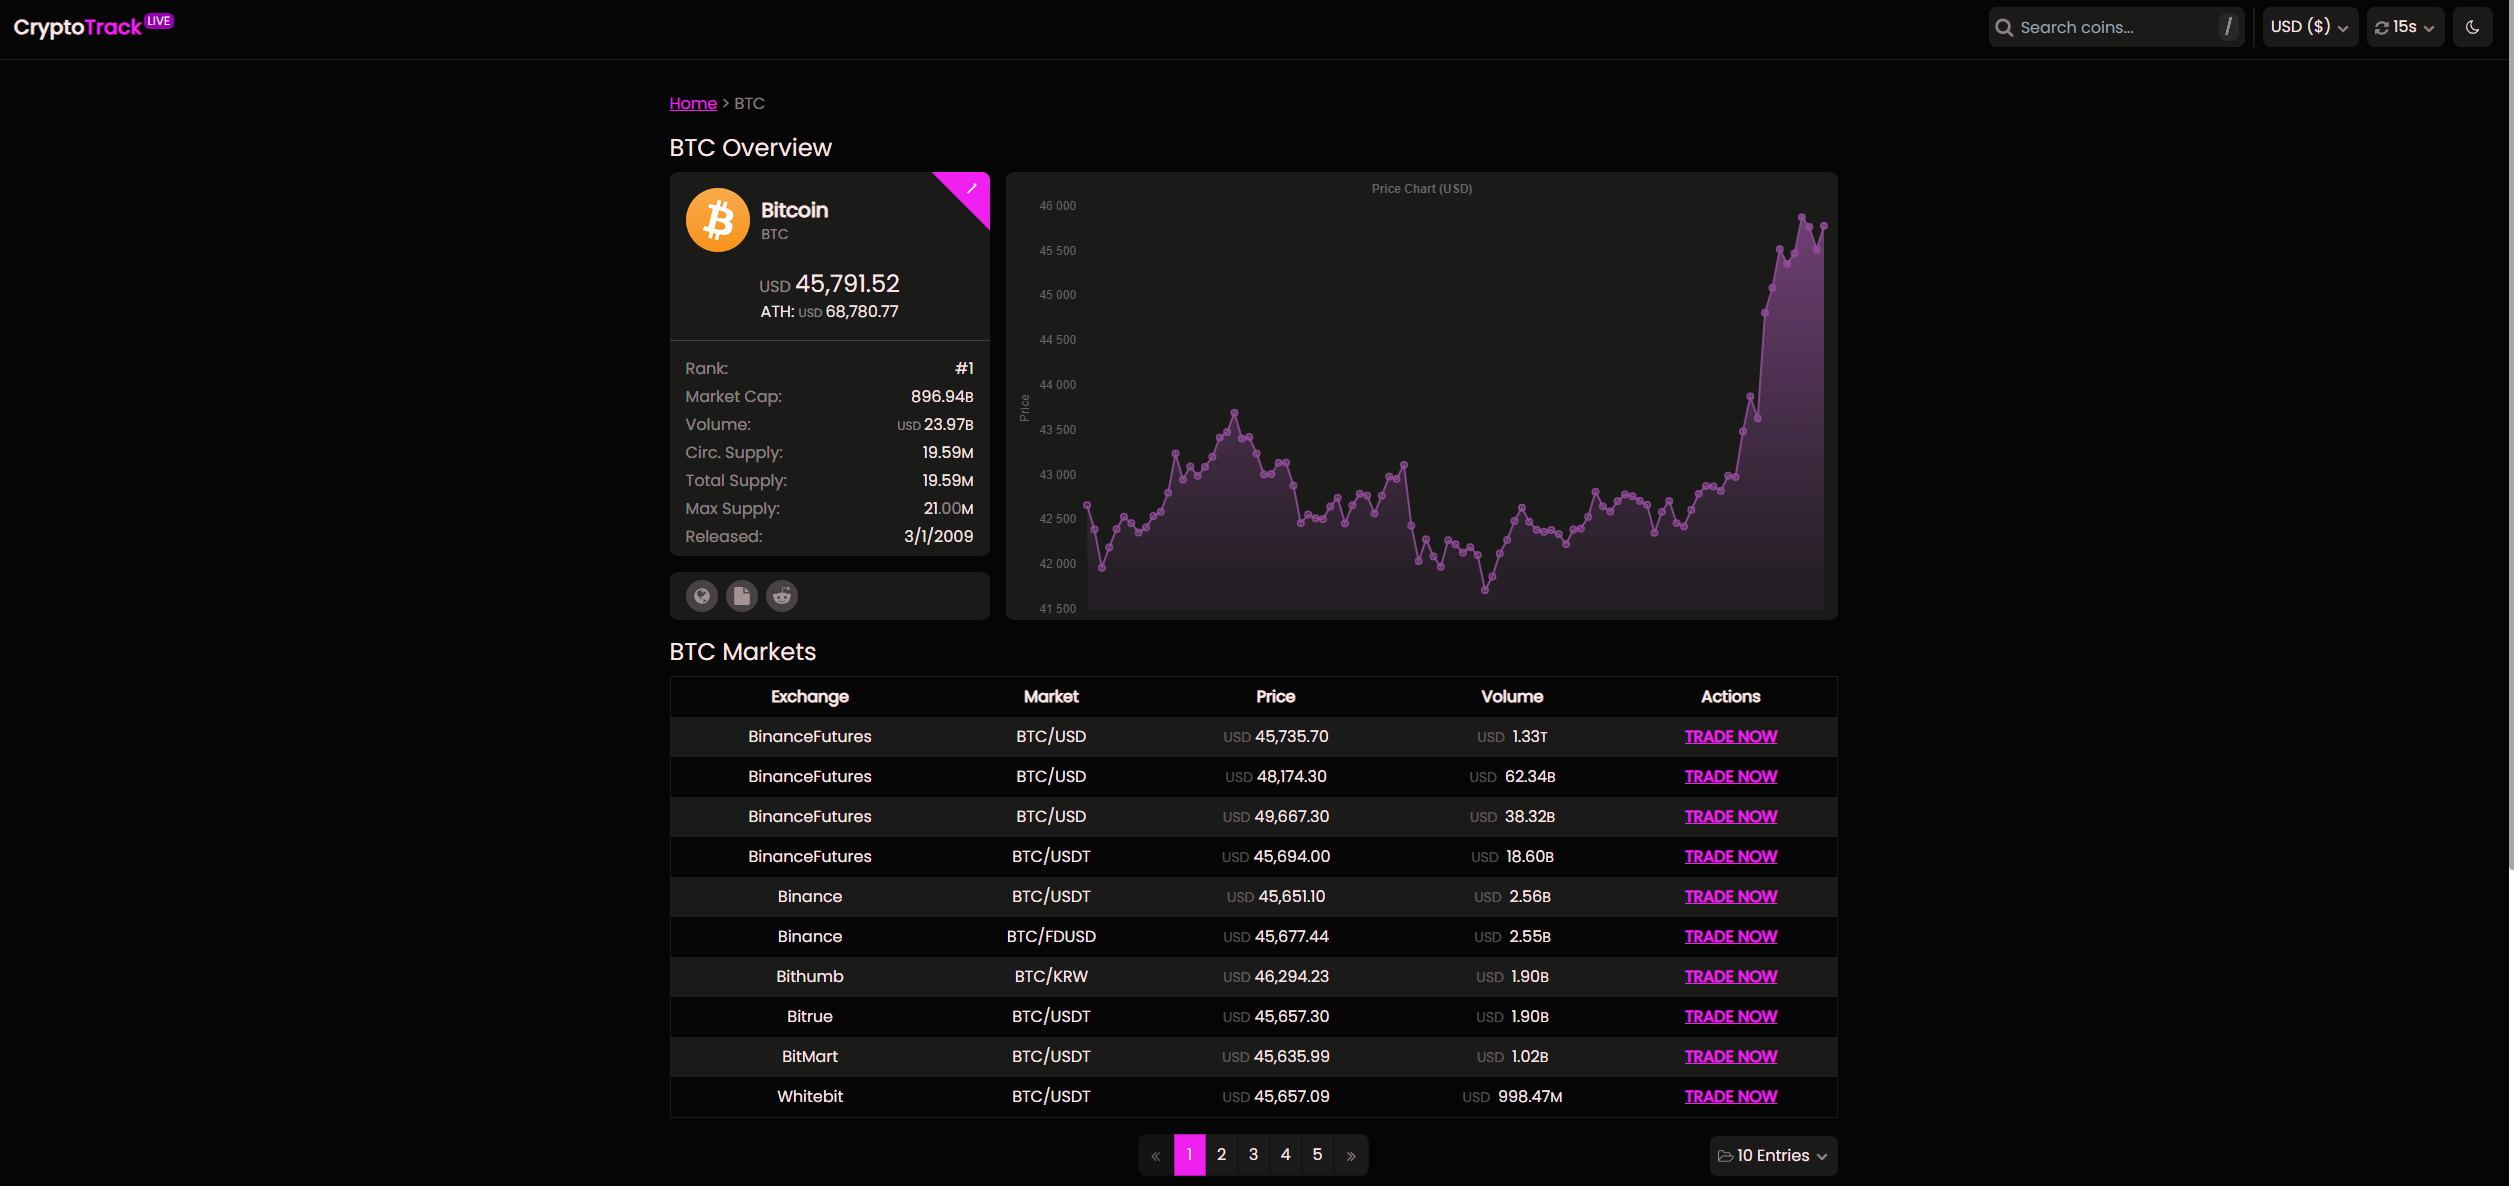 CryptoTrack LIVE
Search coins... /
USD ($)
15s
Home > BTC
BTC Overview
Bitcoin
BTC
USD 45,791.52
ATH: USD 68,780.77
Rank: #1
Market Cap: 896.94B
Volume: USD 23.97B
Circ. Supply: 19.59M
Total Supply: 19.59M
Max Supply: 21.00M
Released: 3/1/2009
Price Chart (USD)
46 000
45 500
45 000
44 500
44 000
43 500
43 000
42 500
42 000
41 500
Price
BTC Markets
Exchange Market Price Volume Actions
BinanceFutures BTC/USD USD 45,735.70 USD 1.33T TRADE NOW
BinanceFutures BTC/USD USD 48,174.30 USD 62.34B TRADE NOW
BinanceFutures BTC/USD USD 49,667.30 USD 38.32B TRADE NOW
BinanceFutures BTC/USDT USD 45,694.00 USD 18.60B TRADE NOW
Binance BTC/USDT USD 45,651.10 USD 2.56B TRADE NOW
Binance BTC/FDUSD USD 45,677.44 USD 2.55B TRADE NOW
Bithumb BTC/KRW USD 46,294.23 USD 1.90B TRADE NOW
Bitrue BTC/USDT USD 45,657.30 USD 1.90B TRADE NOW
BitMart BTC/USDT USD 45,635.99 USD 1.02B TRADE NOW
Whitebit BTC/USDT USD 45,657.09 USD 998.47M TRADE NOW
« 1 2 3 4 5 »
10 Entries